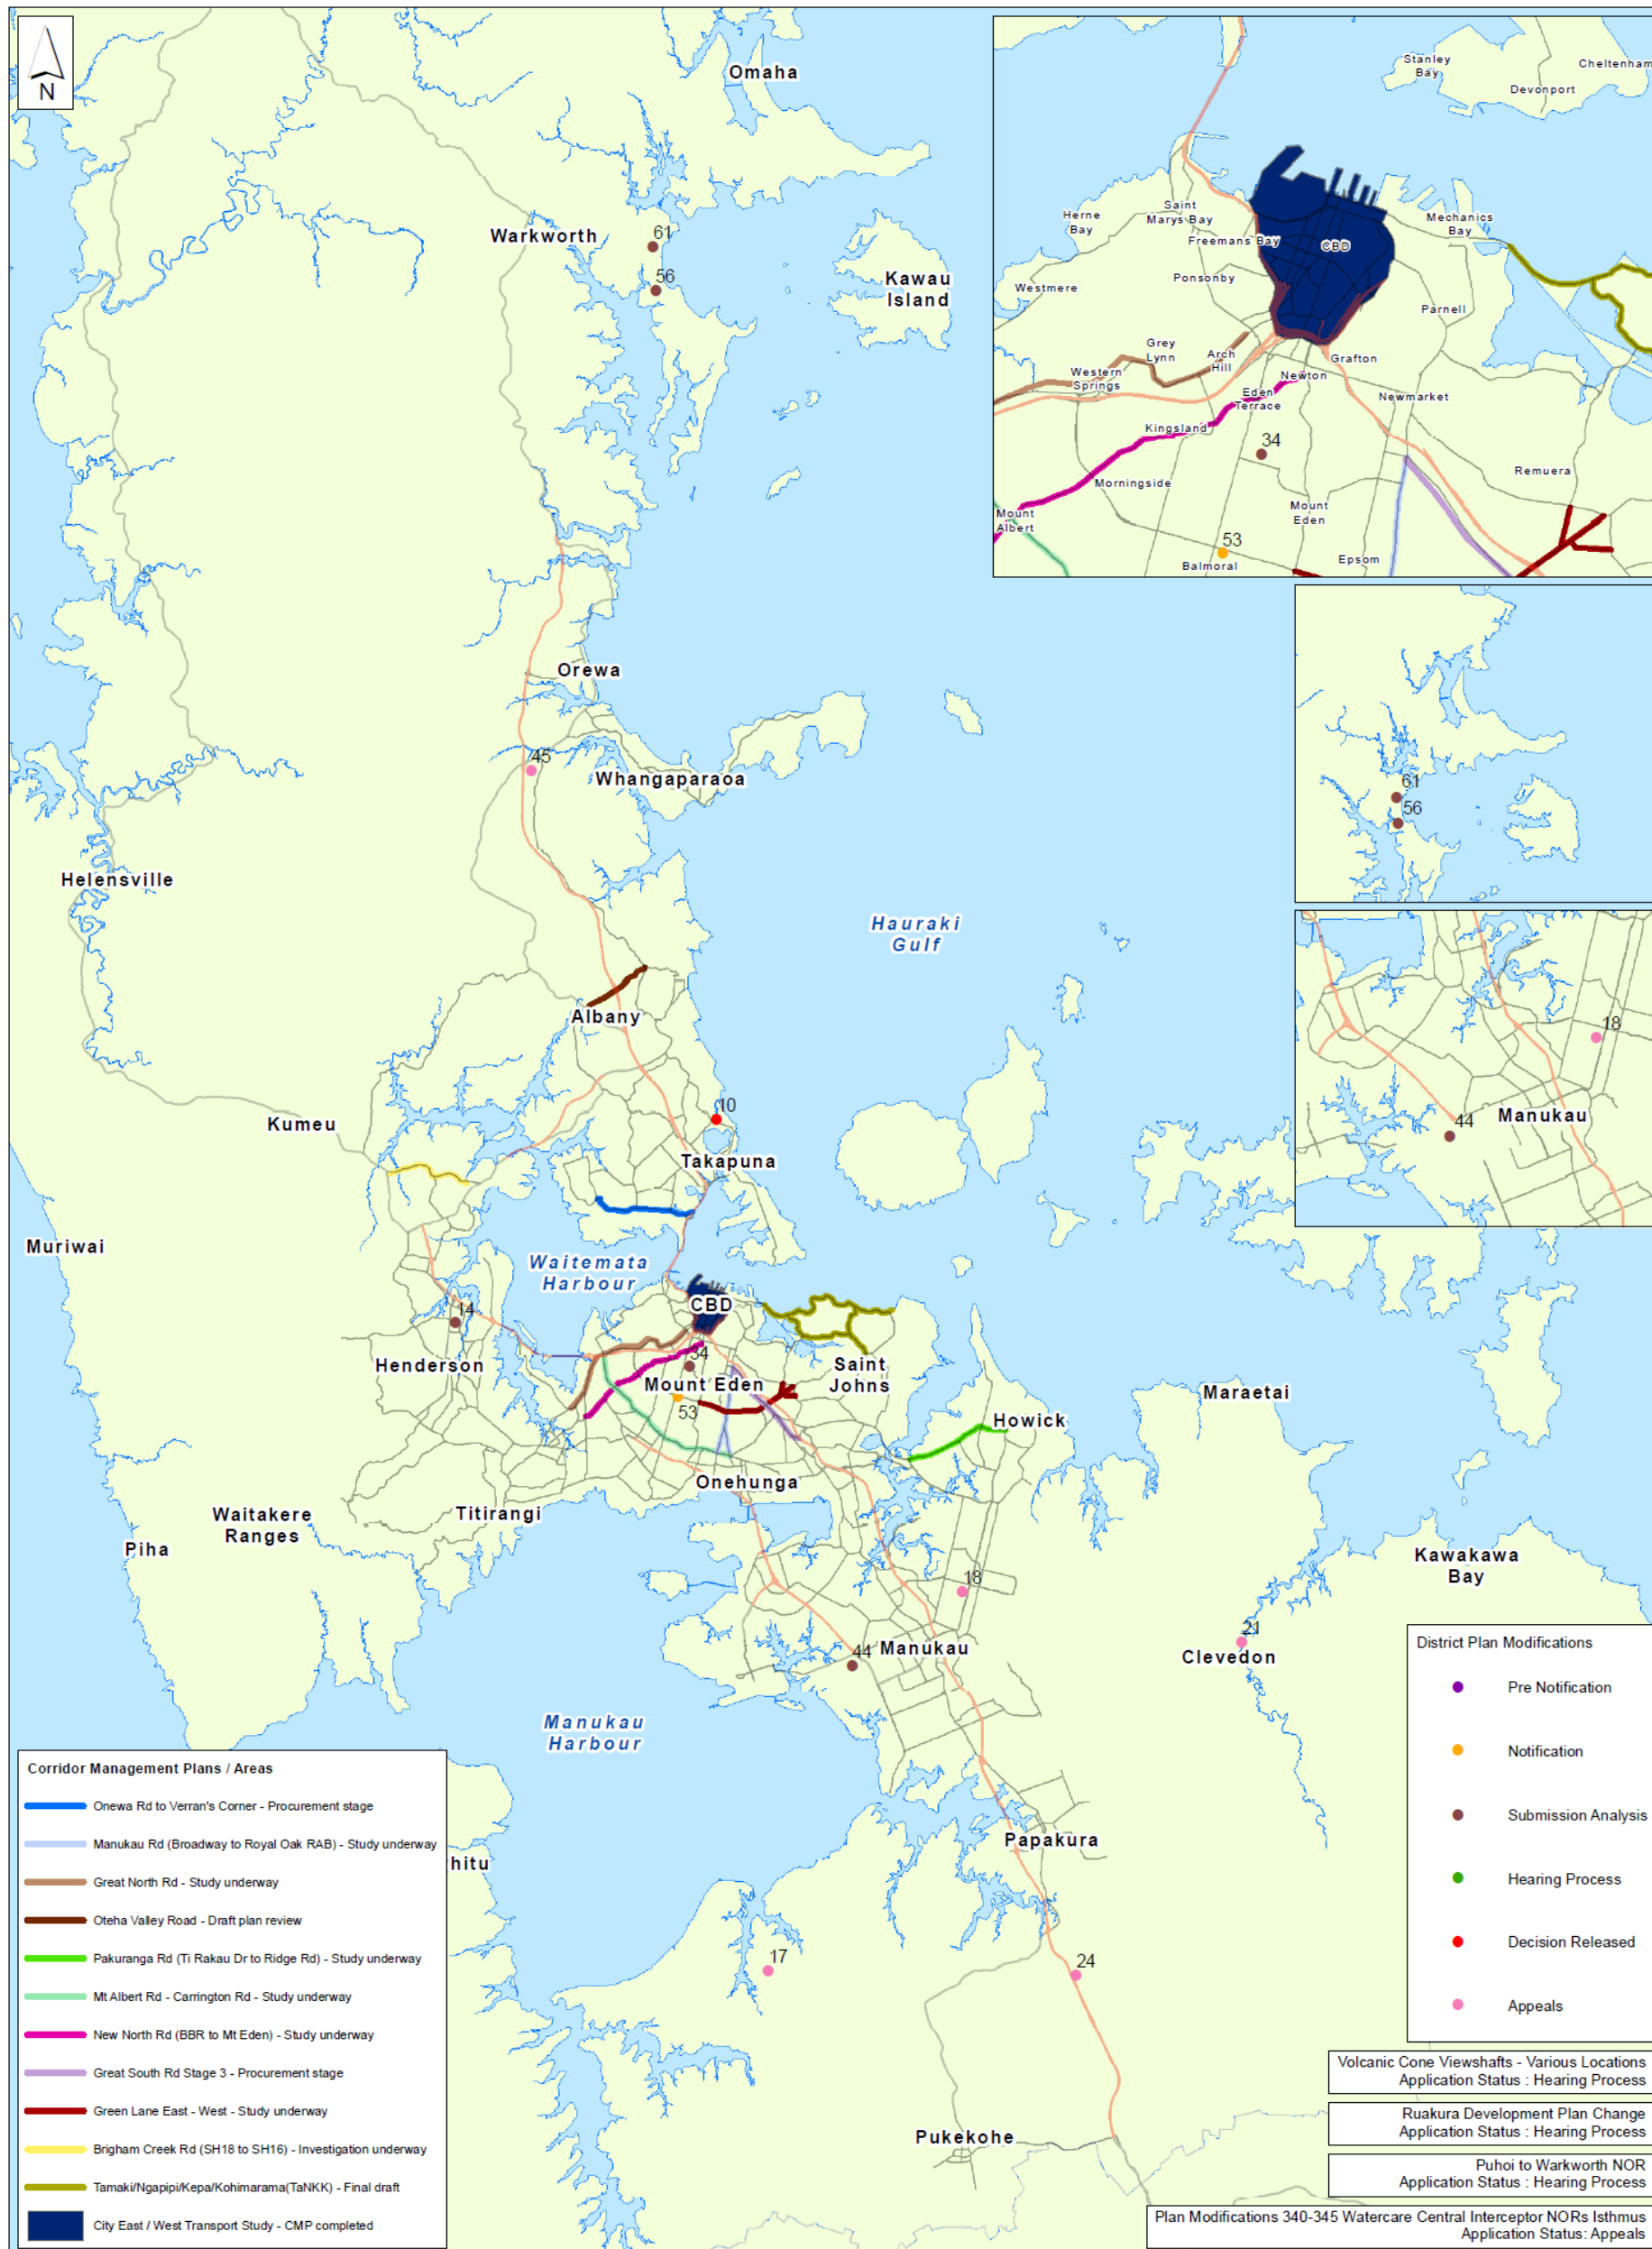 N
Omaha
Warkworth
61
56
Kawau
Island
Orewa
45
Whangaparaoa
Helensville
Hauraki
Gulf
Albany
Kumeu
10
Takapuna
Muriwai
Waitemata
Harbour
CBD
14
Henderson
34
Mount Eden
53
Saint
Johns
Howick
Maraetai
Onehunga
Titirangi
Waitakere
Ranges
Piha
Kawakawa
Bay
18
21
Clevedon
44
Manukau
Manukau
Harbour
Papakura
hitu
17
24
Pukekohe
Stanley
Bay
Cheltenham
Devonport
Herne
Bay
Saint
Marys Bay
Freemans Bay
CBD
Mechanics
Bay
Westmere
Ponsonby
Parnell
Grey
Lynn
Arch
Hill
Grafton
Western
Springs
Newton
Eden
Terrace
Newmarket
Kingsland
34
Remuera
Morningside
Mount
Albert
Mount
Eden
53
Balmoral
Epsom
61
56
18
44
Manukau
Corridor Management Plans / Areas
Onewa Rd to Verran's Corner - Procurement stage
Manukau Rd (Broadway to Royal Oak RAB) - Study underway
Great North Rd - Study underway
Oteha Valley Road - Draft plan review
Pakuranga Rd (Ti Rakau Dr to Ridge Rd) - Study underway
Mt Albert Rd - Carrington Rd - Study underway
New North Rd (BBR to Mt Eden) - Study underway
Great South Rd Stage 3 - Procurement stage
Green Lane East - West - Study underway
Brigham Creek Rd (SH18 to SH16) - Investigation underway
Tamaki/Ngapipi/Kepa/Kohimarama(TaNKK) - Final draft
City East / West Transport Study - CMP completed
District Plan Modifications
Pre Notification
Notification
Submission Analysis
Hearing Process
Decision Released
Appeals
Volcanic Cone Viewshafts - Various Locations
Application Status : Hearing Process
Ruakura Development Plan Change
Application Status : Hearing Process
Puhoi to Warkworth NOR
Application Status : Hearing Process
Plan Modifications 340-345 Watercare Central Interceptor NORs Isthmus
Application Status: Appeals